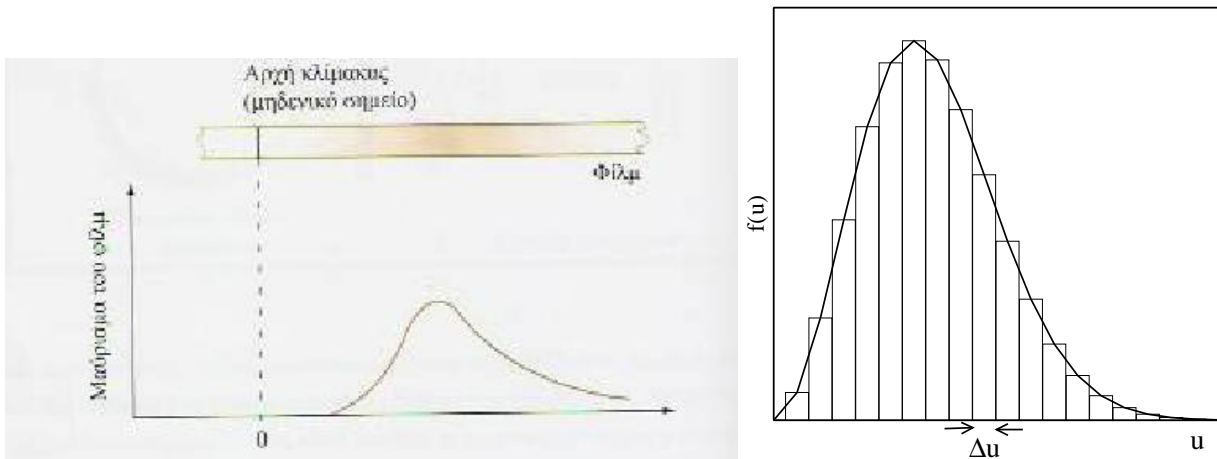 Αρχή κλίμακας
(μηδενικό σημείο)
Φίλμ
Μαύρισμα του φίλμ
0
f(u)
Δu
u